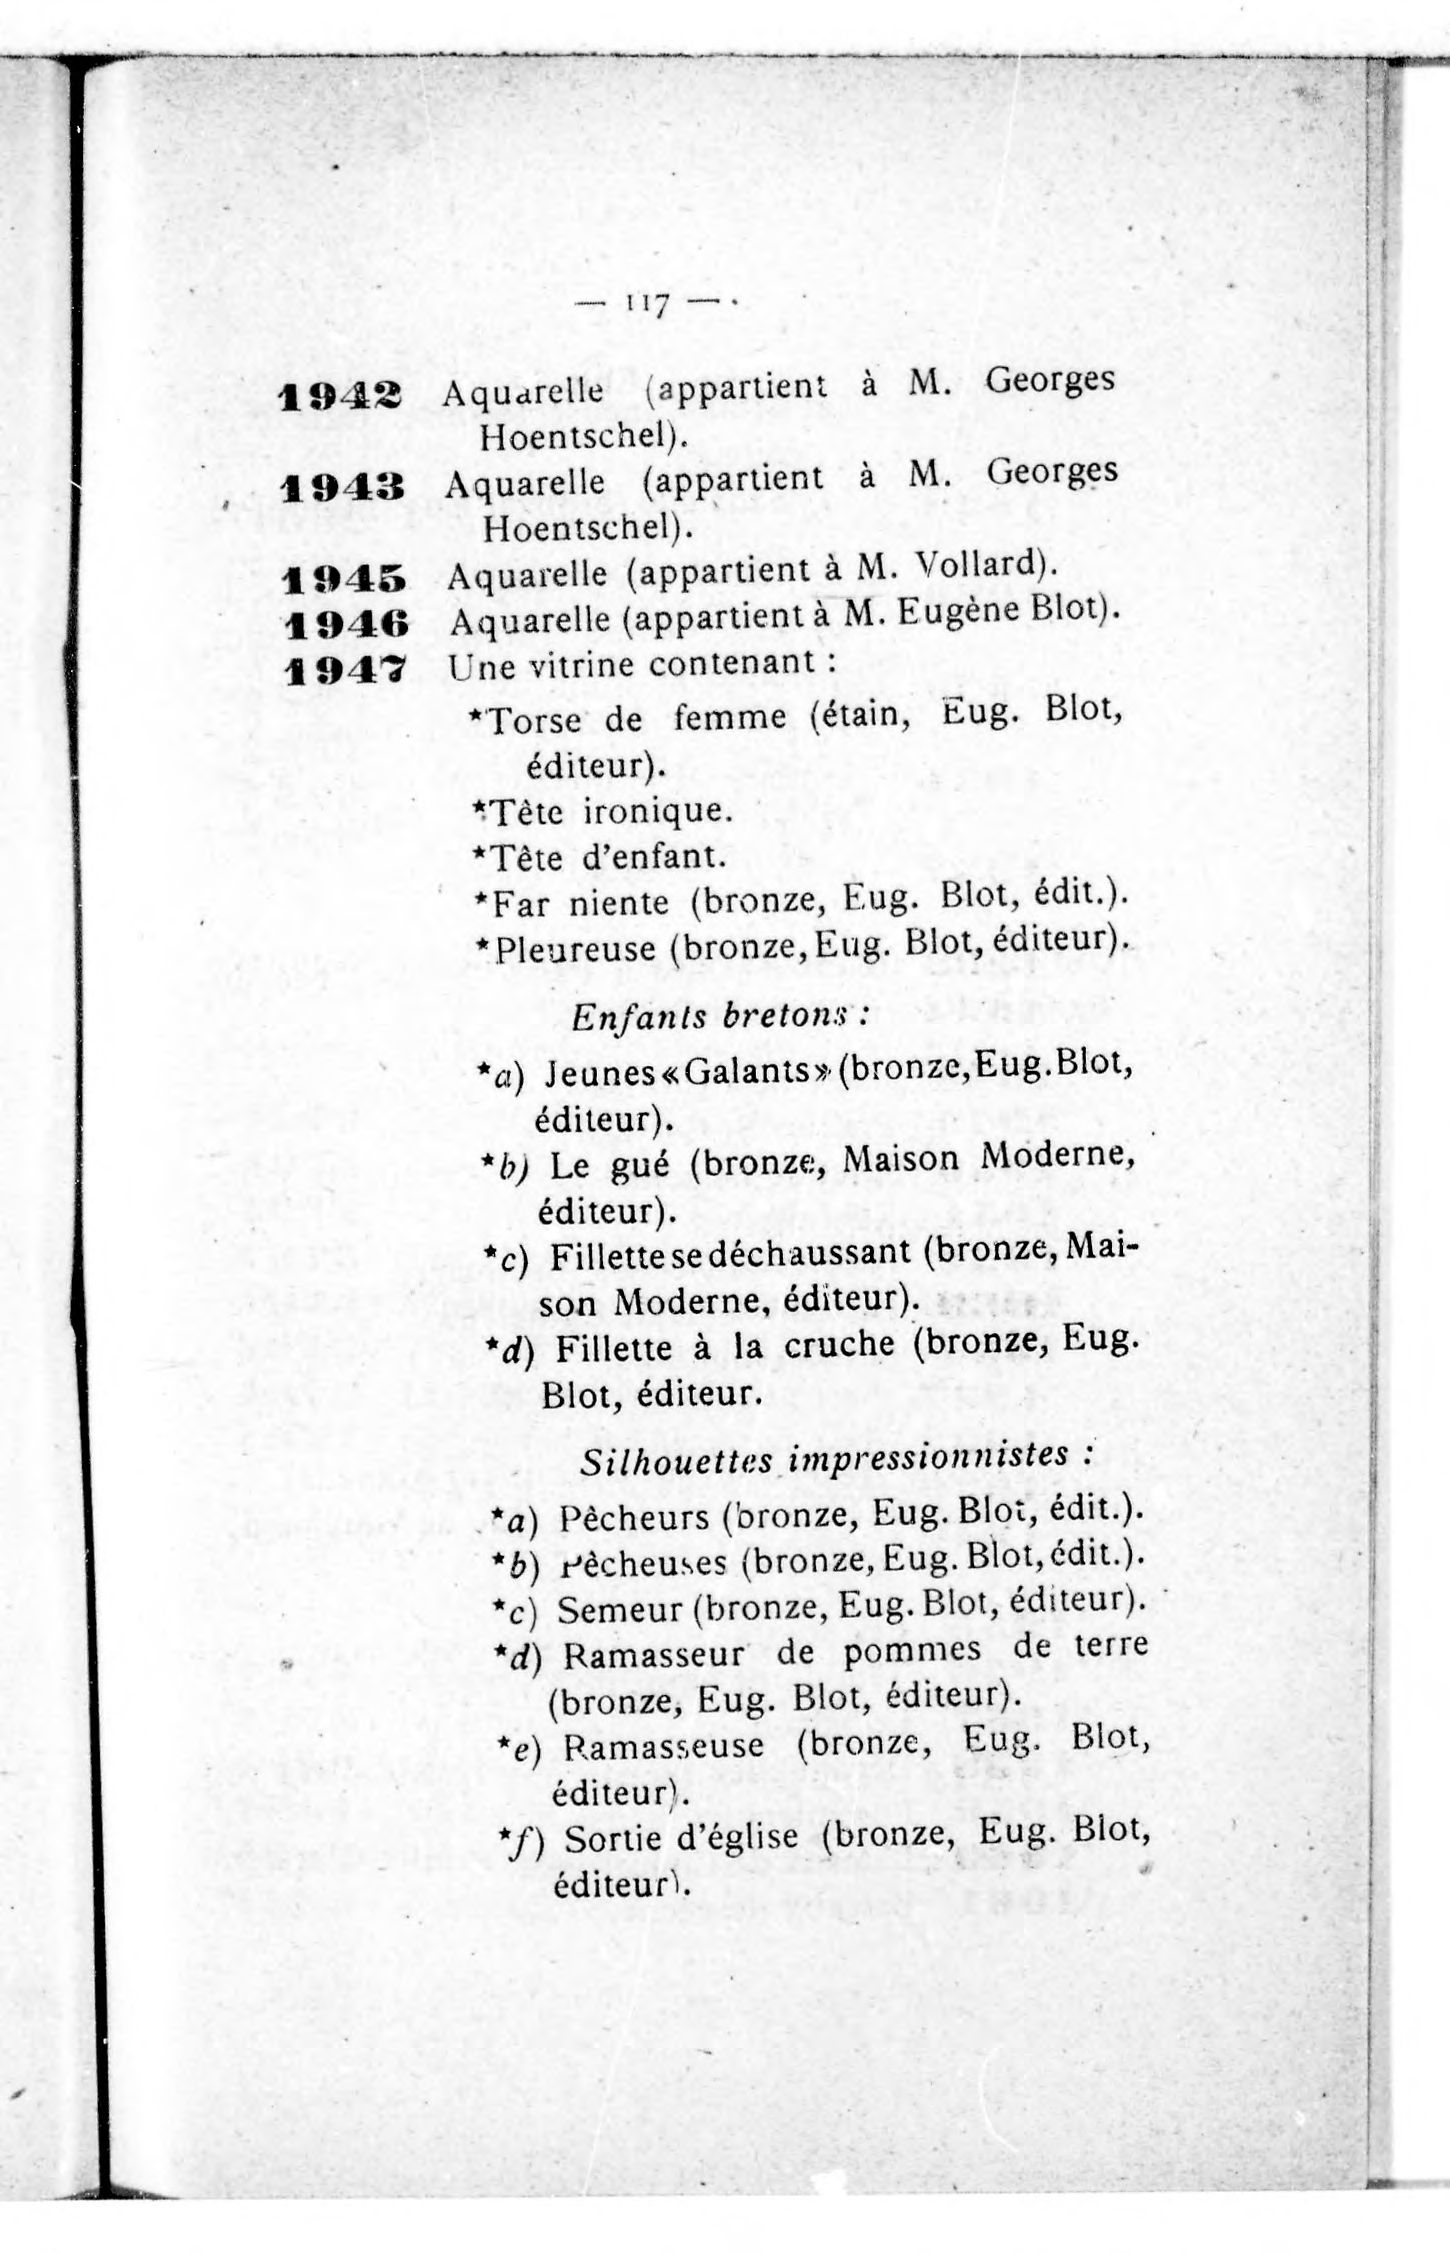 — 117 —
1942 Aquarelle (appartient à M. Georges
Hoentschel).
1943 Aquarelle (appartient à M. Georges
Hoentschel).
1945 Aquarelle (appartient à M. Vollard).
1946 Aquarelle (appartient à M. Eugène Blot).
1947 Une vitrine contenant :
*Torse de femme (étain, Eug. Blot,
éditeur).
*Tête ironique.
*Tête d'enfant.
*Far niente (bronze, Eug. Blot, édit.).
*Pleureuse (bronze, Eug. Blot, éditeur).
Enfants bretons :
*a) Jeunes «Galants» (bronze, Eug. Blot,
éditeur).
*b) Le gué (bronze, Maison Moderne,
éditeur).
*c) Fillette se déchaussant (bronze, Mai-
son Moderne, éditeur).
*d) Fillette à la cruche (bronze, Eug.
Blot, éditeur.
Silhouettes impressionnistes :
*a) Pêcheurs (bronze, Eug. Blot, édit.).
*b) Pêcheuses (bronze, Eug. Blot, édit.).
*c) Semeur (bronze, Eug. Blot, éditeur).
*d) Ramasseur de pommes de terre
(bronze, Eug. Blot, éditeur).
*e) Ramasseuse (bronze, Eug. Blot,
éditeur).
*f) Sortie d'église (bronze, Eug. Blot,
éditeur).